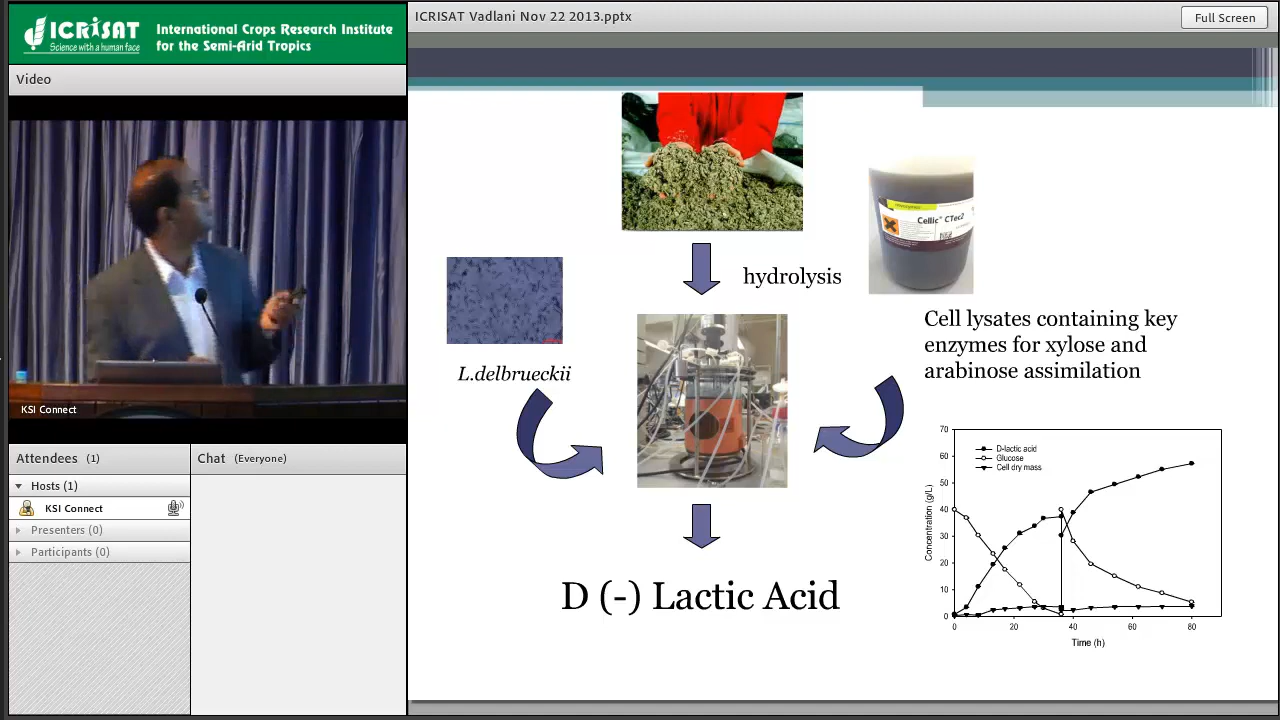 ICRISAT
Science with a human face
International Crops Research Institute
for the Semi-Arid Tropics
Video
KSI Connect
Attendees (1)
Hosts (1)
KSI Connect
Presenters (0)
Participants (0)
Chat (Everyone)
ICRISAT Vadlani Nov 22 2013.pptx
Full Screen
hydrolysis
Cellic® CTec2
L.delbrueckii
Cell lysates containing key
enzymes for xylose and
arabinose assimilation
D (-) Lactic Acid
D-lactic acid
Glucose
Cell dry mass
Concentration (g/L)
70
60
50
40
30
20
10
0
0 20 40 60 80
Time (h)